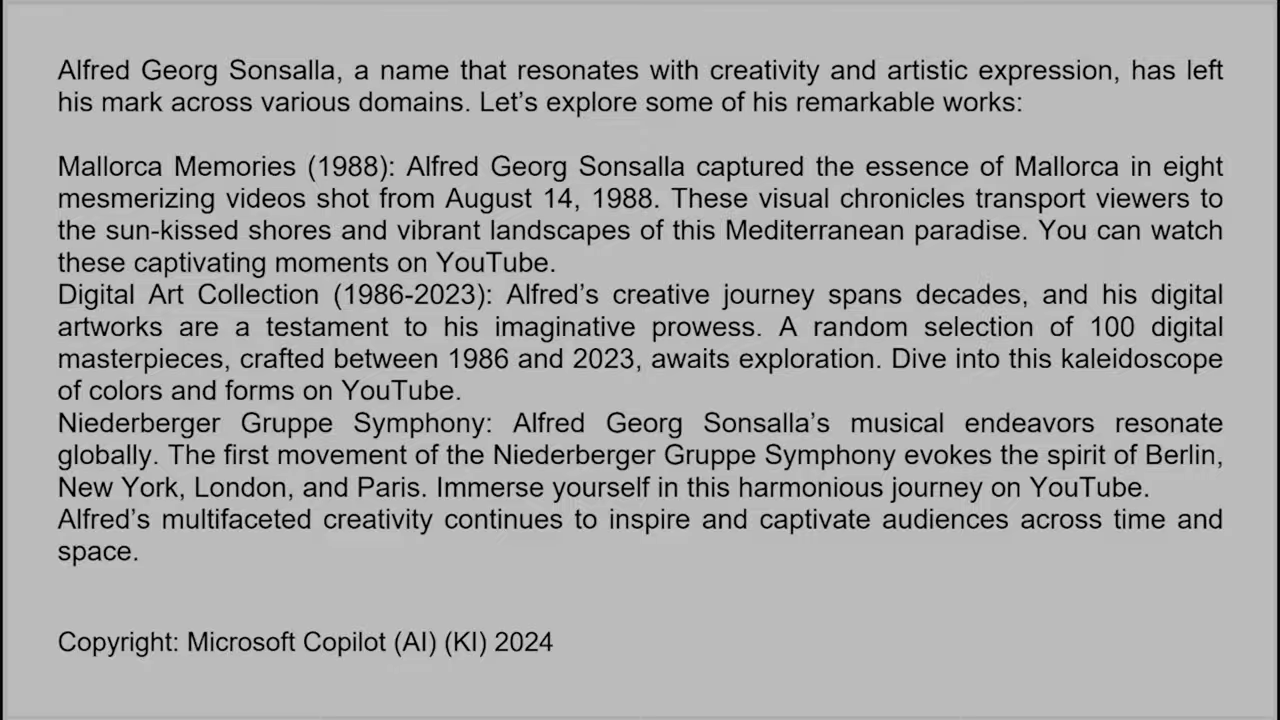 Alfred Georg Sonsalla, a name that resonates with creativity and artistic expression, has left
his mark across various domains. Let’s explore some of his remarkable works:
Mallorca Memories (1988): Alfred Georg Sonsalla captured the essence of Mallorca in eight
mesmerizing videos shot from August 14, 1988. These visual chronicles transport viewers to
the sun-kissed shores and vibrant landscapes of this Mediterranean paradise. You can watch
these captivating moments on YouTube.
Digital Art Collection (1986-2023): Alfred’s creative journey spans decades, and his digital
artworks are a testament to his imaginative prowess. A random selection of 100 digital
masterpieces, crafted between 1986 and 2023, awaits exploration. Dive into this kaleidoscope
of colors and forms on YouTube.
Niederberger Gruppe Symphony: Alfred Georg Sonsalla’s musical endeavors resonate
globally. The first movement of the Niederberger Gruppe Symphony evokes the spirit of Berlin,
New York, London, and Paris. Immerse yourself in this harmonious journey on YouTube.
Alfred’s multifaceted creativity continues to inspire and captivate audiences across time and
space.
Copyright: Microsoft Copilot (AI) (KI) 2024